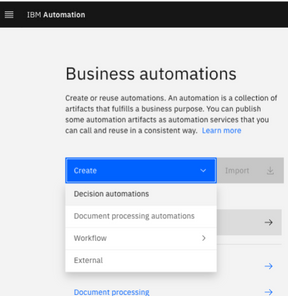 IBM Automation
Business automations
Create or reuse automations. An automation is a collection of
artifacts that fulfills a business purpose. You can publish
some automation artifacts as automation services that you
can call and reuse in a consistent way. Learn more
Create
Import
Decision automations
Document processing automations
Workflow
External
Document processing